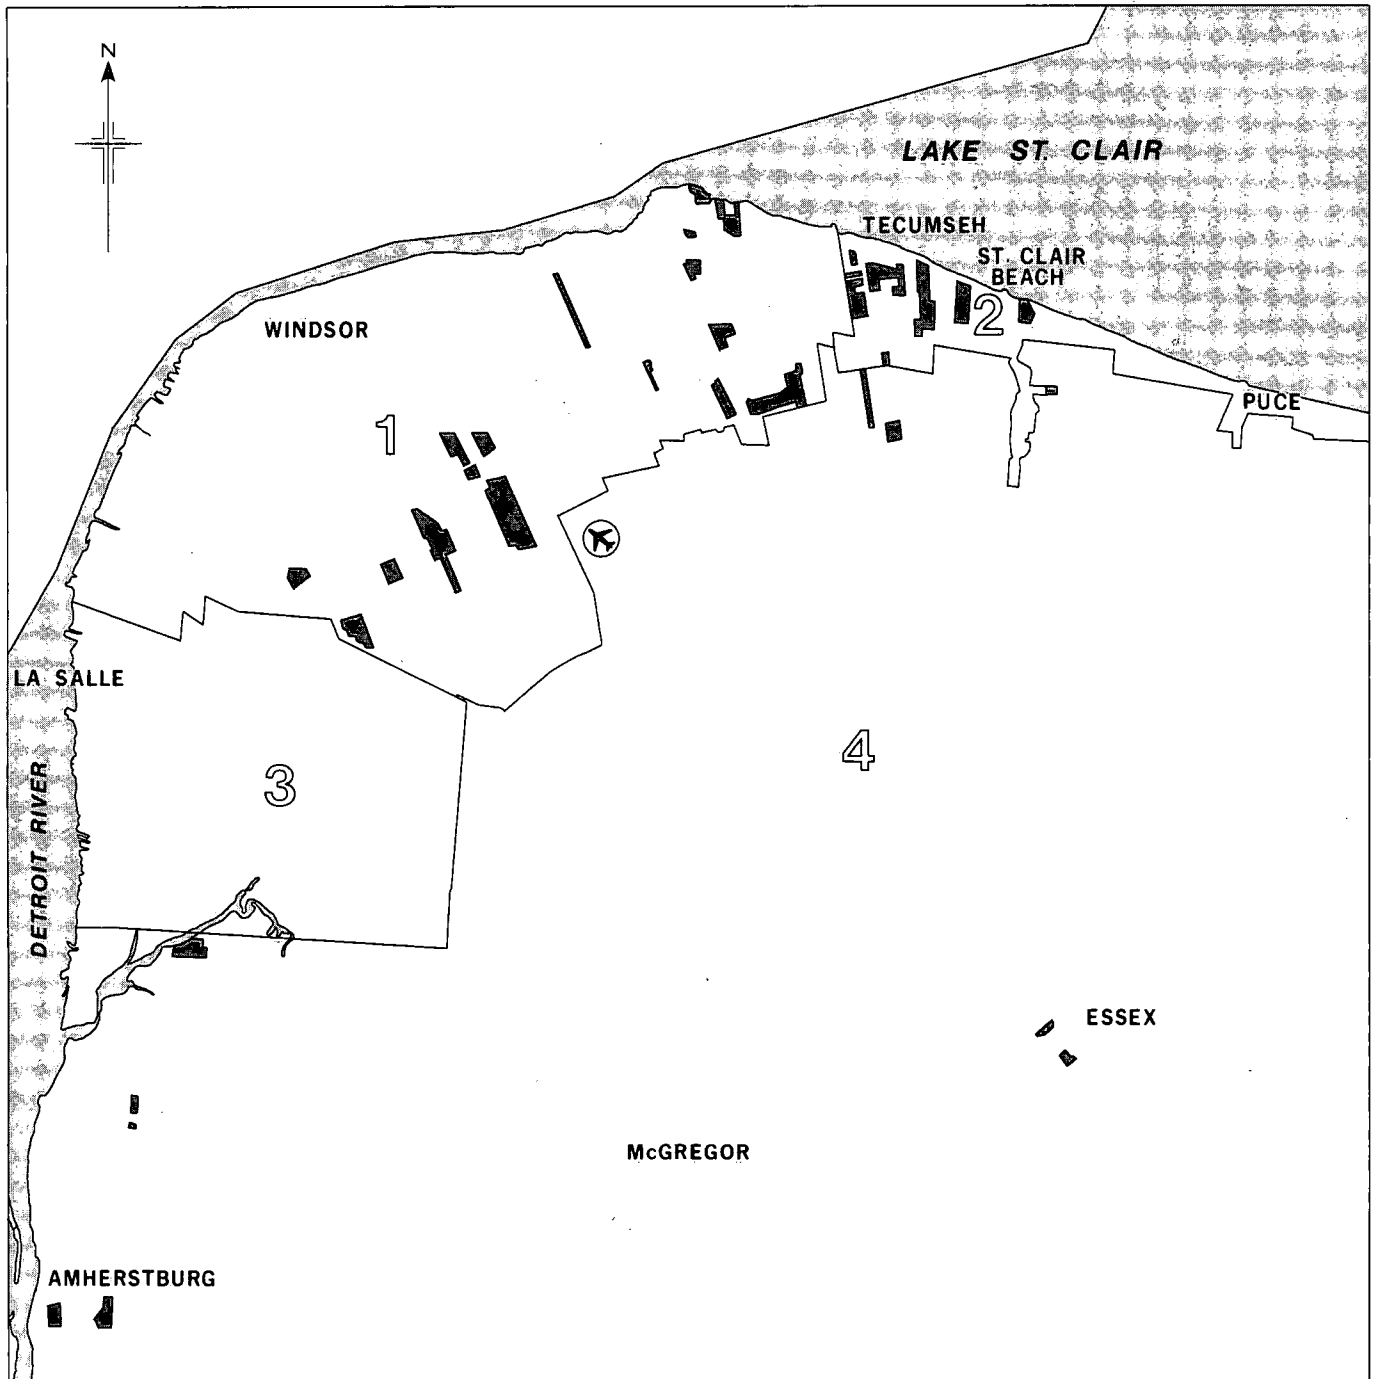 N
LAKE ST. CLAIR
TECUMSEH
ST. CLAIR
BEACH
2
WINDSOR
PUCE
1
LA SALLE
4
3
DETROIT RIVER
ESSEX
McGREGOR
AMHERSTBURG